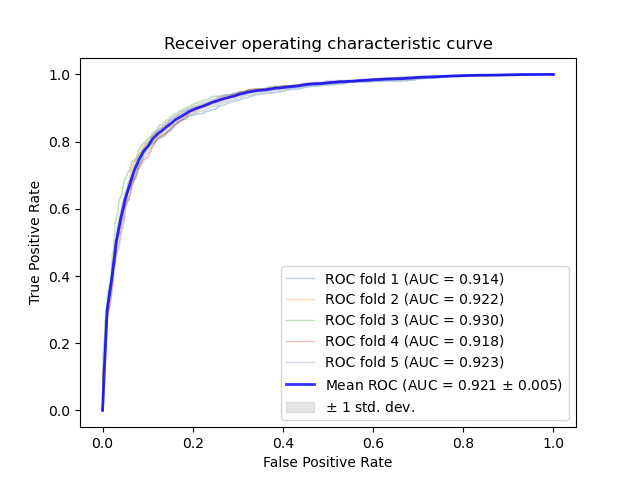 Receiver operating characteristic curve
1.0
0.8
0.6
0.4
0.2
0.0
True Positive Rate
ROC fold 1 (AUC = 0.914)
ROC fold 2 (AUC = 0.922)
ROC fold 3 (AUC = 0.930)
ROC fold 4 (AUC = 0.918)
ROC fold 5 (AUC = 0.923)
Mean ROC (AUC = 0.921 ± 0.005)
± 1 std. dev.
0.0 0.2 0.4 0.6 0.8 1.0
False Positive Rate